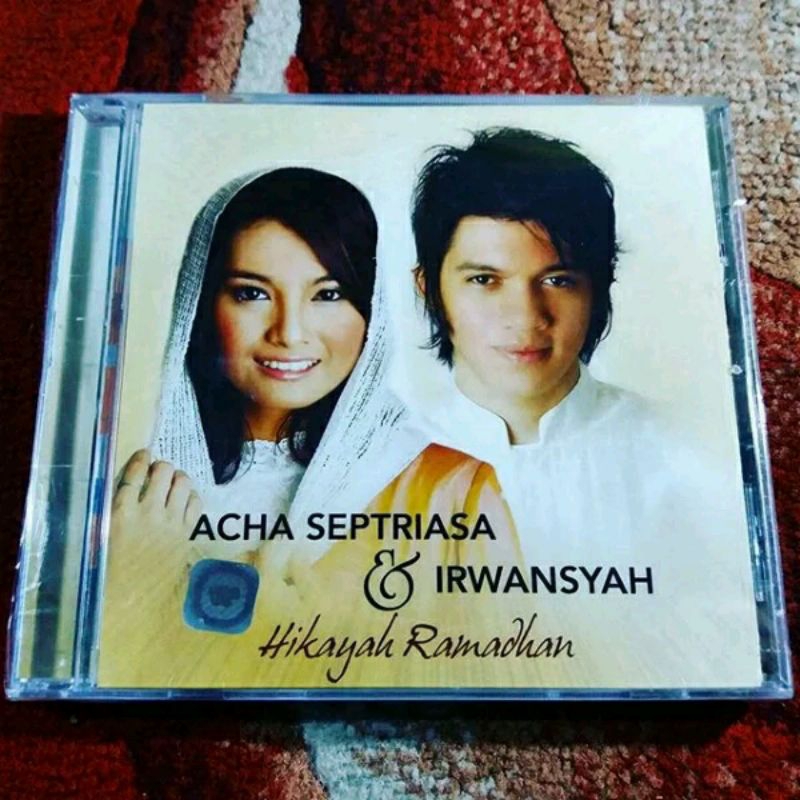 ACHA SEPTRIASA
& IRWANSYAH
Hikayah Ramadhan